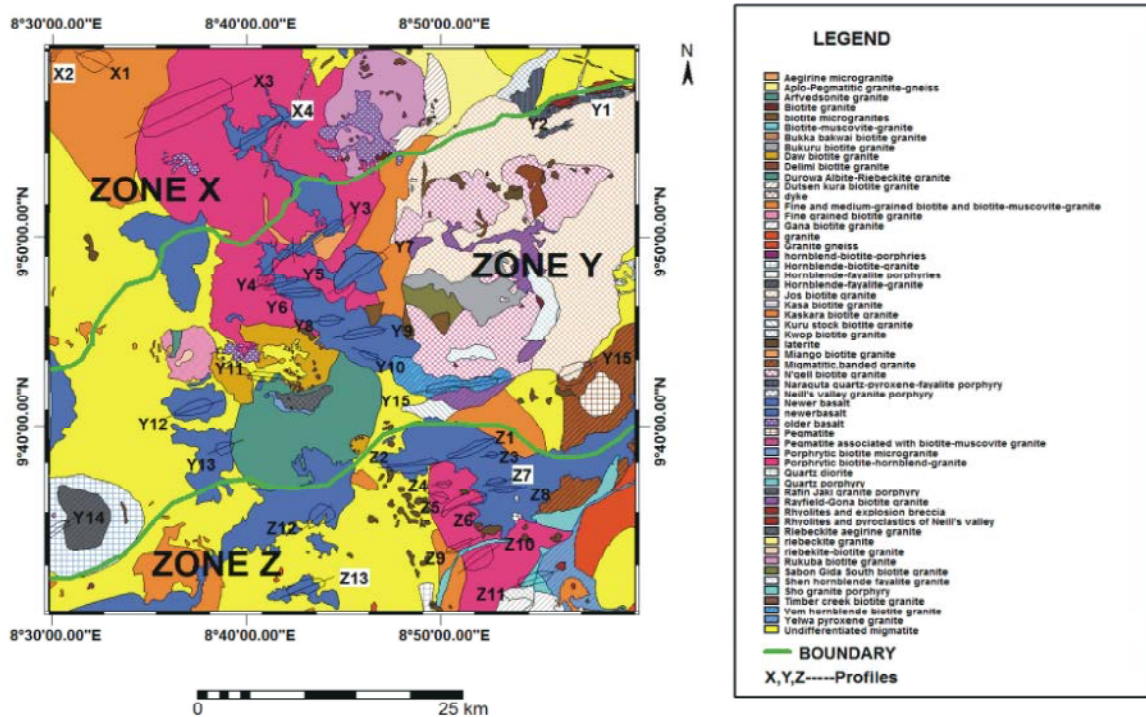 8°30'00.00"E 8°40'00.00" 8°50'00.00"
N
X2 X1
X3
X4
Y1
Y2
ZONE X
Y3
9°50'00.00" 9°50'00.00"
Y7
ZONE Y
Y5
Y4
Y6
Y8 Y9
Y11 Y10 Y15
Y15
9°40'00.00" 9°40'00.00"
Y12
Z1
Y13 Z2 Z3
Z7
Z4 Z8
Z5
Y14 Z6
Z12
Z10
ZONE Z Z9
Z13 Z11
8°30'00.00"E 8°40'00.00" 8°50'00.00"
0 25 km
LEGEND
Aegirine microgranite
Aplo-Pegmatitic granite-gneiss
Arfvedsonite granite
Biotite granite
biotite microgranites
Biotite-muscovite-granite
Bukka bakwai biotite granite
Bukuru biotite granite
Daw biotite granite
Delimi biotite granite
Durowa Albite-Riebeckite granite
Dutsen kura biotite granite
dyke
Fine and medium-grained biotite and biotite-muscovite-granite
Fine grained biotite granite
Gana biotite granite
granite
Granite gneiss
hornblend-biotite-porphries
Hornblende-biotite-granite
Hornblende-fayalite porphyries
Hornblende-fayalite-granite
Jos biotite granite
Kasa biotite granite
Kaskara biotite granite
Kuru stock biotite granite
Kwop biotite granite
laterite
Miango biotite granite
Migmatitic,banded granite
N'gell biotite granite
Naraguta quartz-pyroxene-fayalite porphyry
Neill's valley granite porphyry
Newer basalt
newerbasalt
older basalt
Pegmatite
Pegmatite associated with biotite-muscovite granite
Porphyritic biotite microgranite
Porphyritic biotite-hornblend-granite
Quartz diorite
Quartz porphyry
Rafin Jaki granite porphyry
Rayfield-Gona biotite granite
Rhyolites and explosion breccia
Rhyolites and pyroclastics of Neill's valley
Riebeckite aegirine granite
riebeckite granite
riebekite-biotite granite
Rukuba biotite granite
Sabon Gida South biotite granite
Shen hornblende fayalite granite
Sho granite porphyry
Timber creek biotite granite
Yom hornblende biotite granite
Yelwa pyroxene granite
Undifferentiated migmatite
BOUNDARY
X,Y,Z-----Profiles